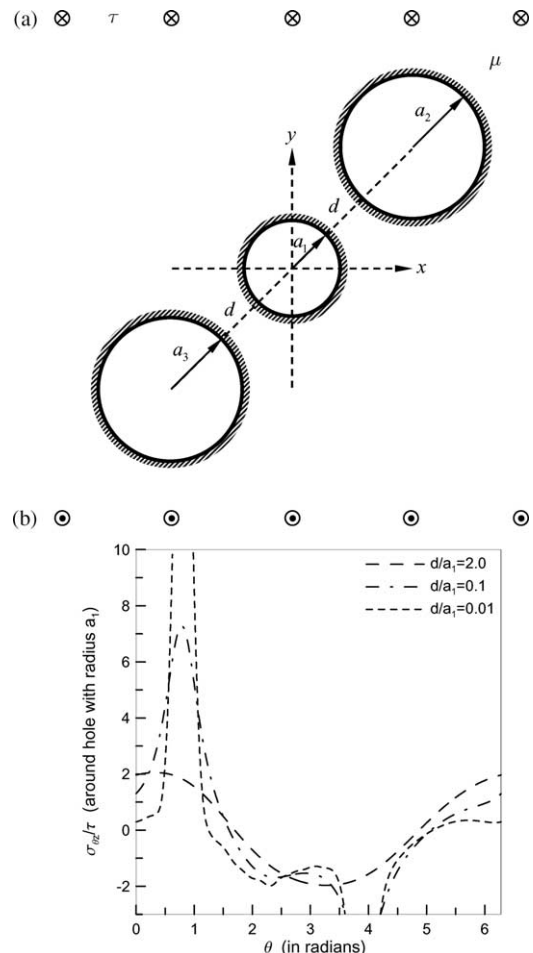 (a) τ
μ
a₂
y
d
a₁
x
d
a₃
(b)
10
d/a₁=2.0
d/a₁=0.1
8
d/a₁=0.01
6
4
2
0
-2
σθz/τ (around hole with radius a₁)
0 1 2 3 4 5 6
θ (in radians)